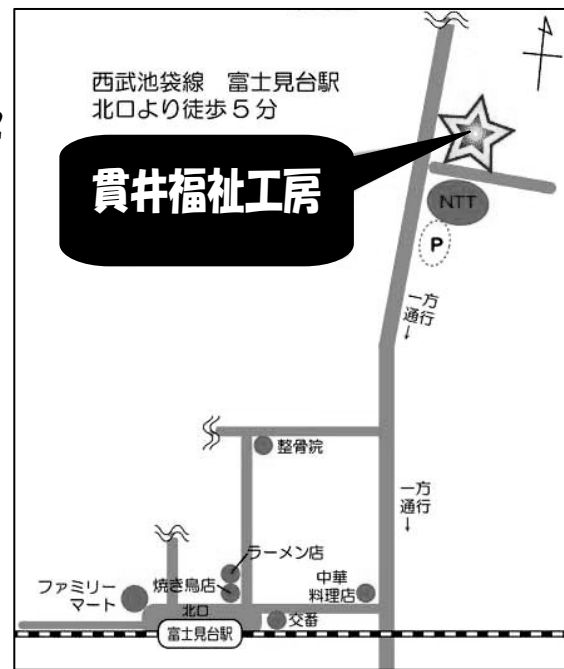 西武池袋線 富士見台駅
北口より徒歩5分
貫井福祉工房
NTT
P
一方
通行
↓
整骨院
一方
通行
↓
ラーメン店
焼き鳥店
ファミリー
マート
中華
料理店
北口
交番
富士見台駅